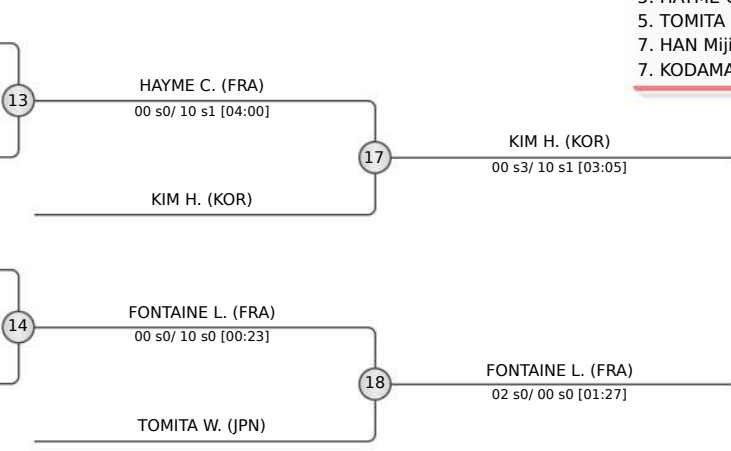 5. TOMITA
7. HAN
7. KODAMA
13
HAYME C. (FRA)
00 s0/ 10 s1 [04:00]
17
KIM H. (KOR)
00 s3/ 10 s1 [03:05]
KIM H. (KOR)
14
FONTAINE L. (FRA)
00 s0/ 10 s0 [00:23]
18
FONTAINE L. (FRA)
02 s0/ 00 s0 [01:27]
TOMITA W. (JPN)